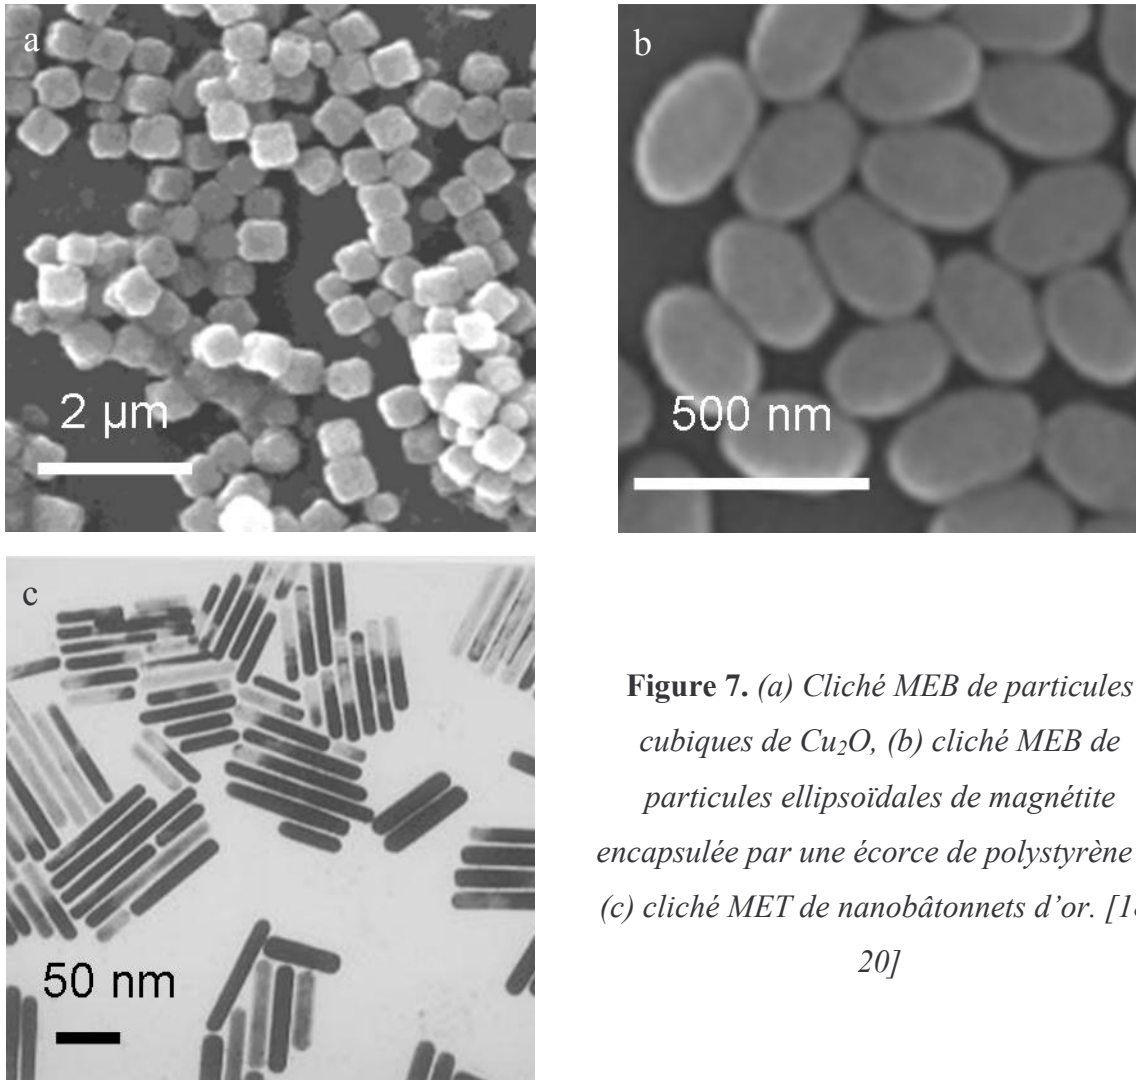 a
2 µm
b
500 nm
c
50 nm
Figure 7. (a) Cliché MEB de particules
cubiques de Cu₂O, (b) cliché MEB de
particules ellipsoïdales de magnétite
encapsulée par une écorce de polystyrène
(c) cliché MET de nanobâtonnets d’or.
20]